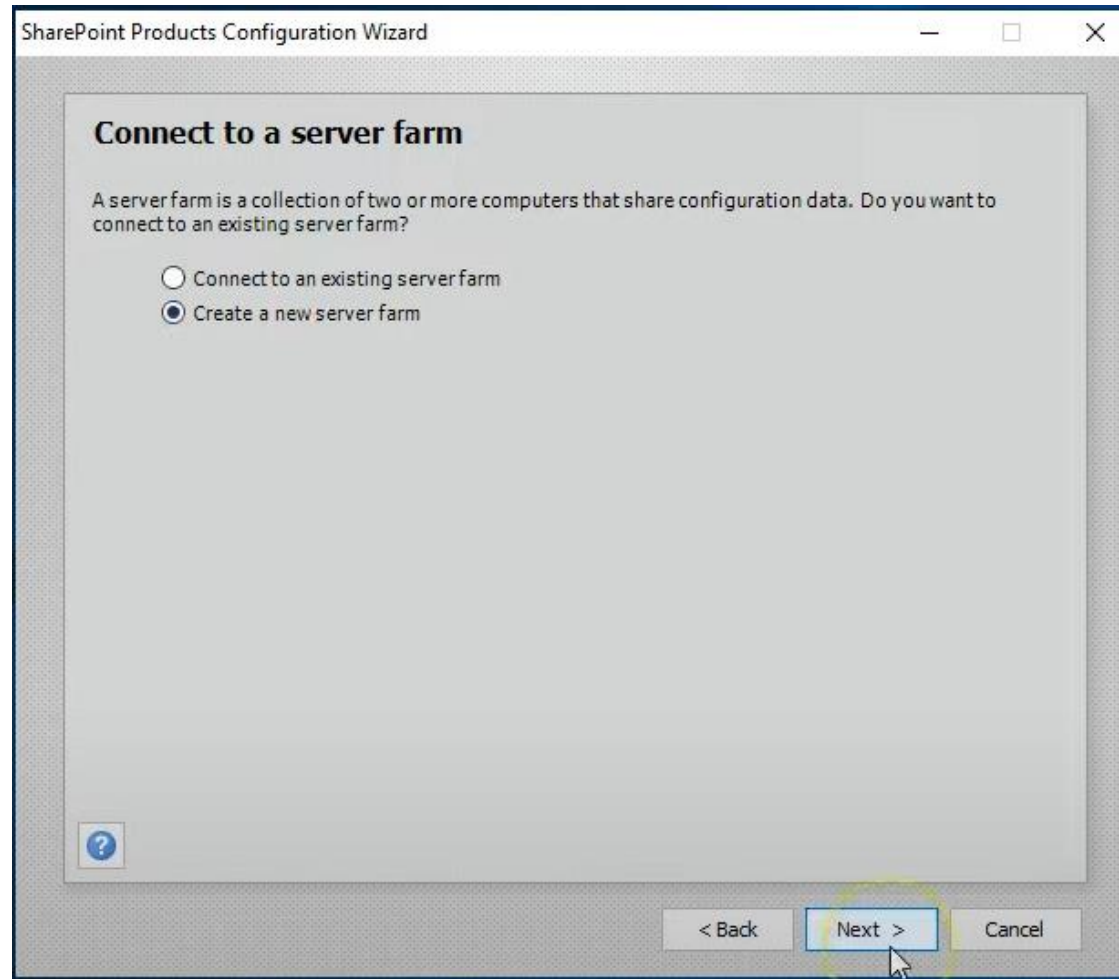 SharePoint Products Configuration Wizard
Connect to a server farm
A server farm is a collection of two or more computers that share configuration data. Do you want to
connect to an existing server farm?
Connect to an existing server farm
Create a new server farm
?
< Back
Next >
Cancel